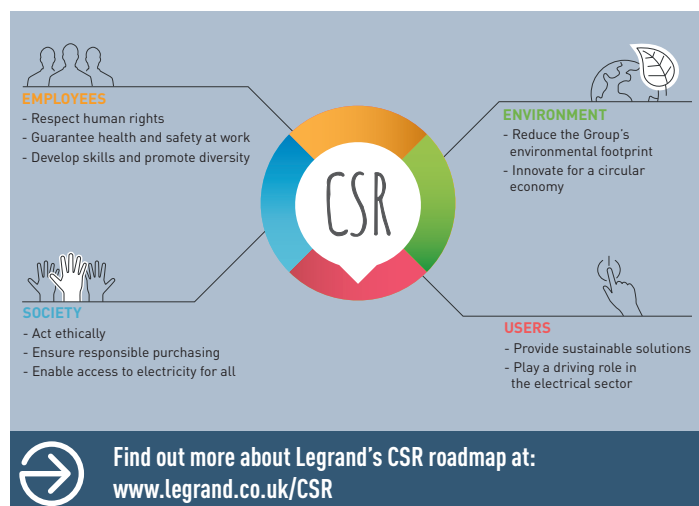 EMPLOYEES
- Respect human rights
- Guarantee health and safety at work
- Develop skills and promote diversity
ENVIRONMENT
- Reduce the Group's
environmental footprint
- Innovate for a circular
economy
CSR
SOCIETY
- Act ethically
- Ensure responsible purchasing
- Enable access to electricity for all
USERS
- Provide sustainable solutions
- Play a driving role in
the electrical sector
Find out more about Legrand's CSR roadmap at:
www.legrand.co.uk/CSR